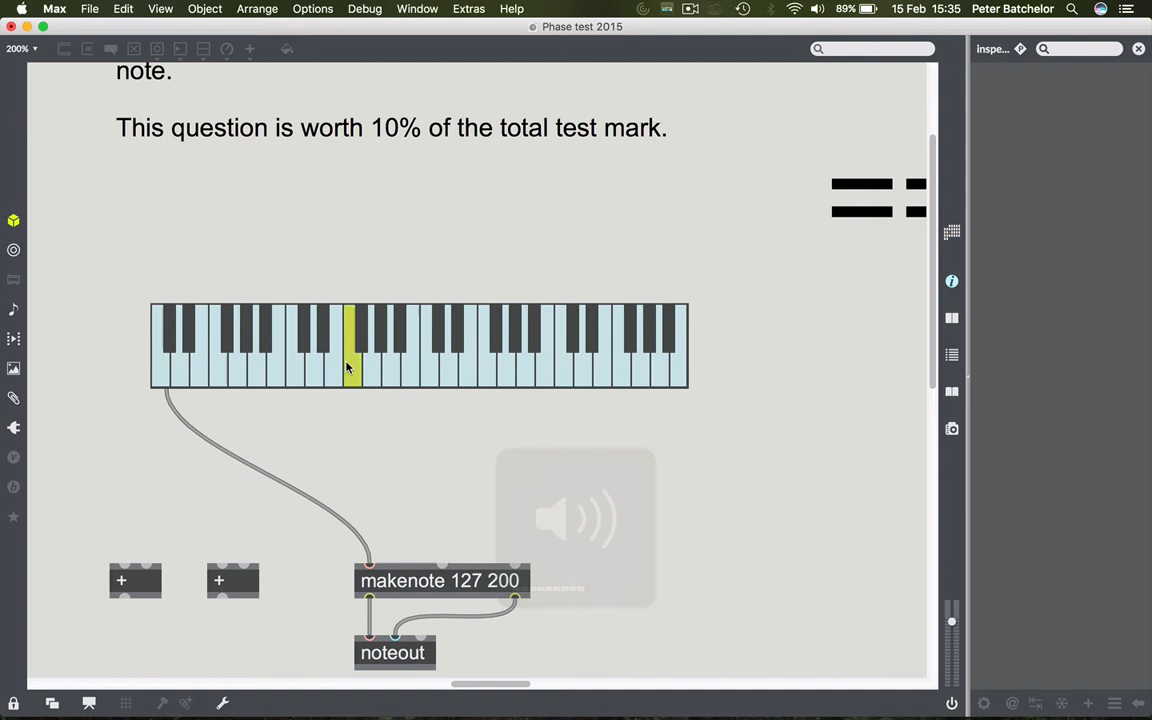 Max File Edit View Object Arrange Options Debug Window Extras Help 89% 15 Feb 15:35 Peter Batchelor
Phase test 2015
200%
inspe...
P
note.
This question is worth 10% of the total test mark.
+
+
makenote 127 200
noteout